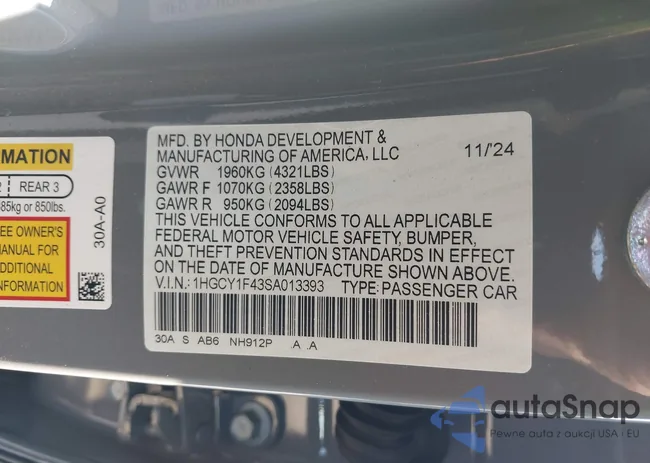 MFD. BY HONDA DEVELOPMENT &
MANUFACTURING OF AMERICA, LLC 11/'24
GVWR 1960KG (4321LBS)
GAWR F 1070KG (2358LBS)
GAWR R 950KG (2094LBS)
THIS VEHICLE CONFORMS TO ALL APPLICABLE
FEDERAL MOTOR VEHICLE SAFETY, BUMPER,
AND THEFT PREVENTION STANDARDS IN EFFECT
ON THE DATE OF MANUFACTURE SHOWN ABOVE.
V.I.N.: 1HGCY1F43SA013393 TYPE: PASSENGER CAR
30A S AB6 NH912P .A .A
REAR 3
85kg or 850lbs.
EE OWNER'S
MANUAL FOR
ADDITIONAL
30A-A0
autoSnap
Pewne auta z aukcji USA i EU